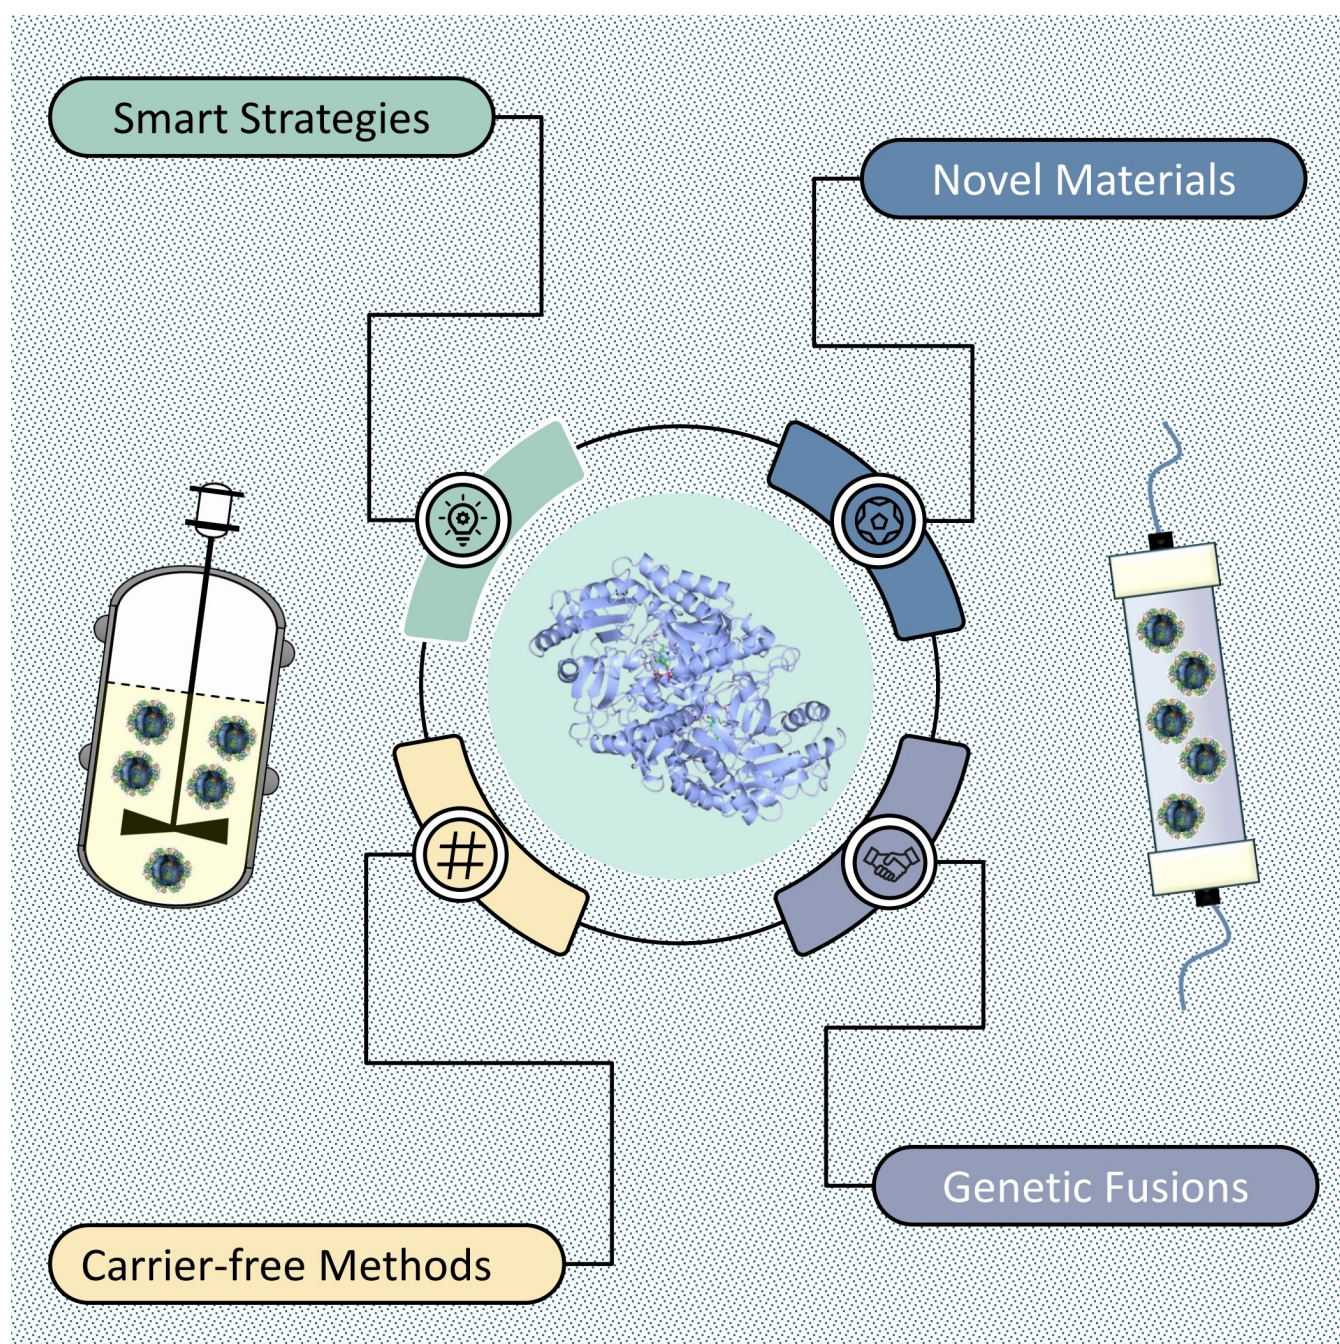 Smart Strategies
Novel Materials
Genetic Fusions
Carrier-free Methods